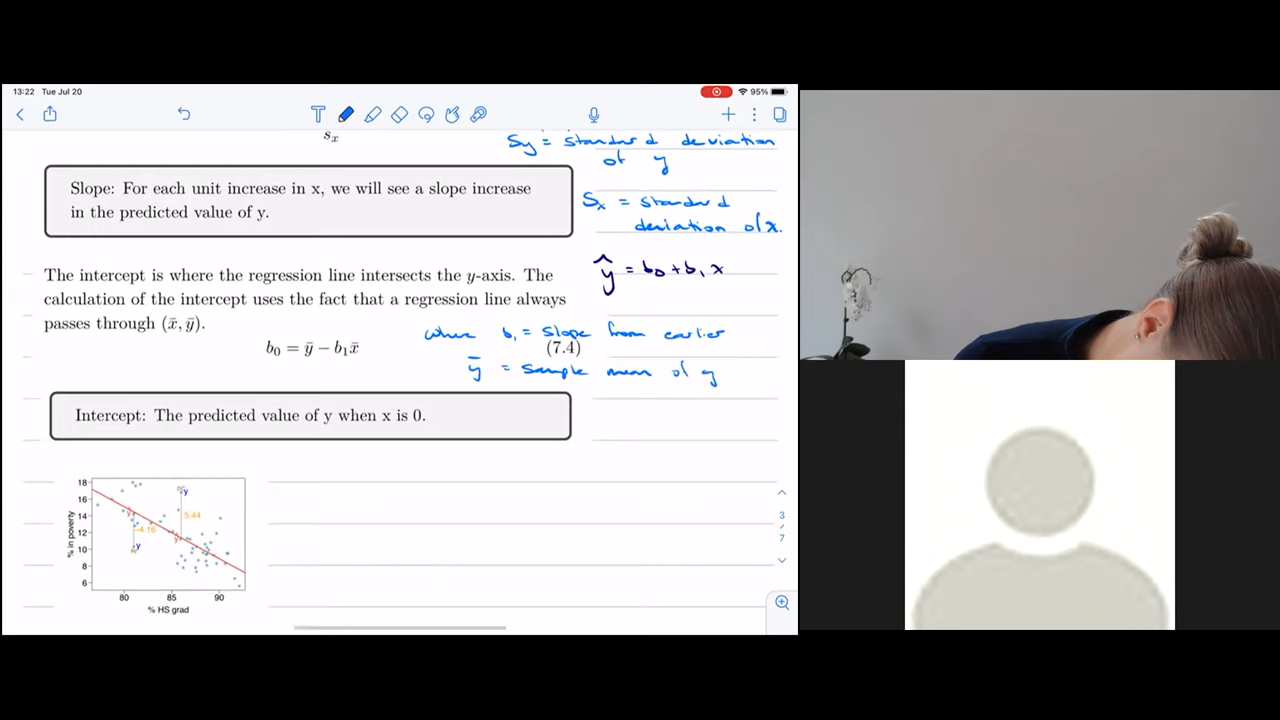 13:22 Tue Jul 20
95%
T
sₓ
Sy = standard deviation
of y
Slope: For each unit increase in x, we will see a slope increase
in the predicted value of y.
Sₓ = standard
deviation of x.
ŷ = b₀ + b₁ x
The intercept is where the regression line intersects the y-axis. The
calculation of the intercept uses the fact that a regression line always
passes through (x̄, ȳ).
where b₁ = slope from earlier
b₀ = ȳ − b₁x̄ (7.4)
ȳ = sample mean of y
Intercept: The predicted value of y when x is 0.
18
16
14
12
10
8
6
% in poverty
y
5.44
ŷ
-4.16
ŷ
y
80 85 90
% HS grad
3
/
7